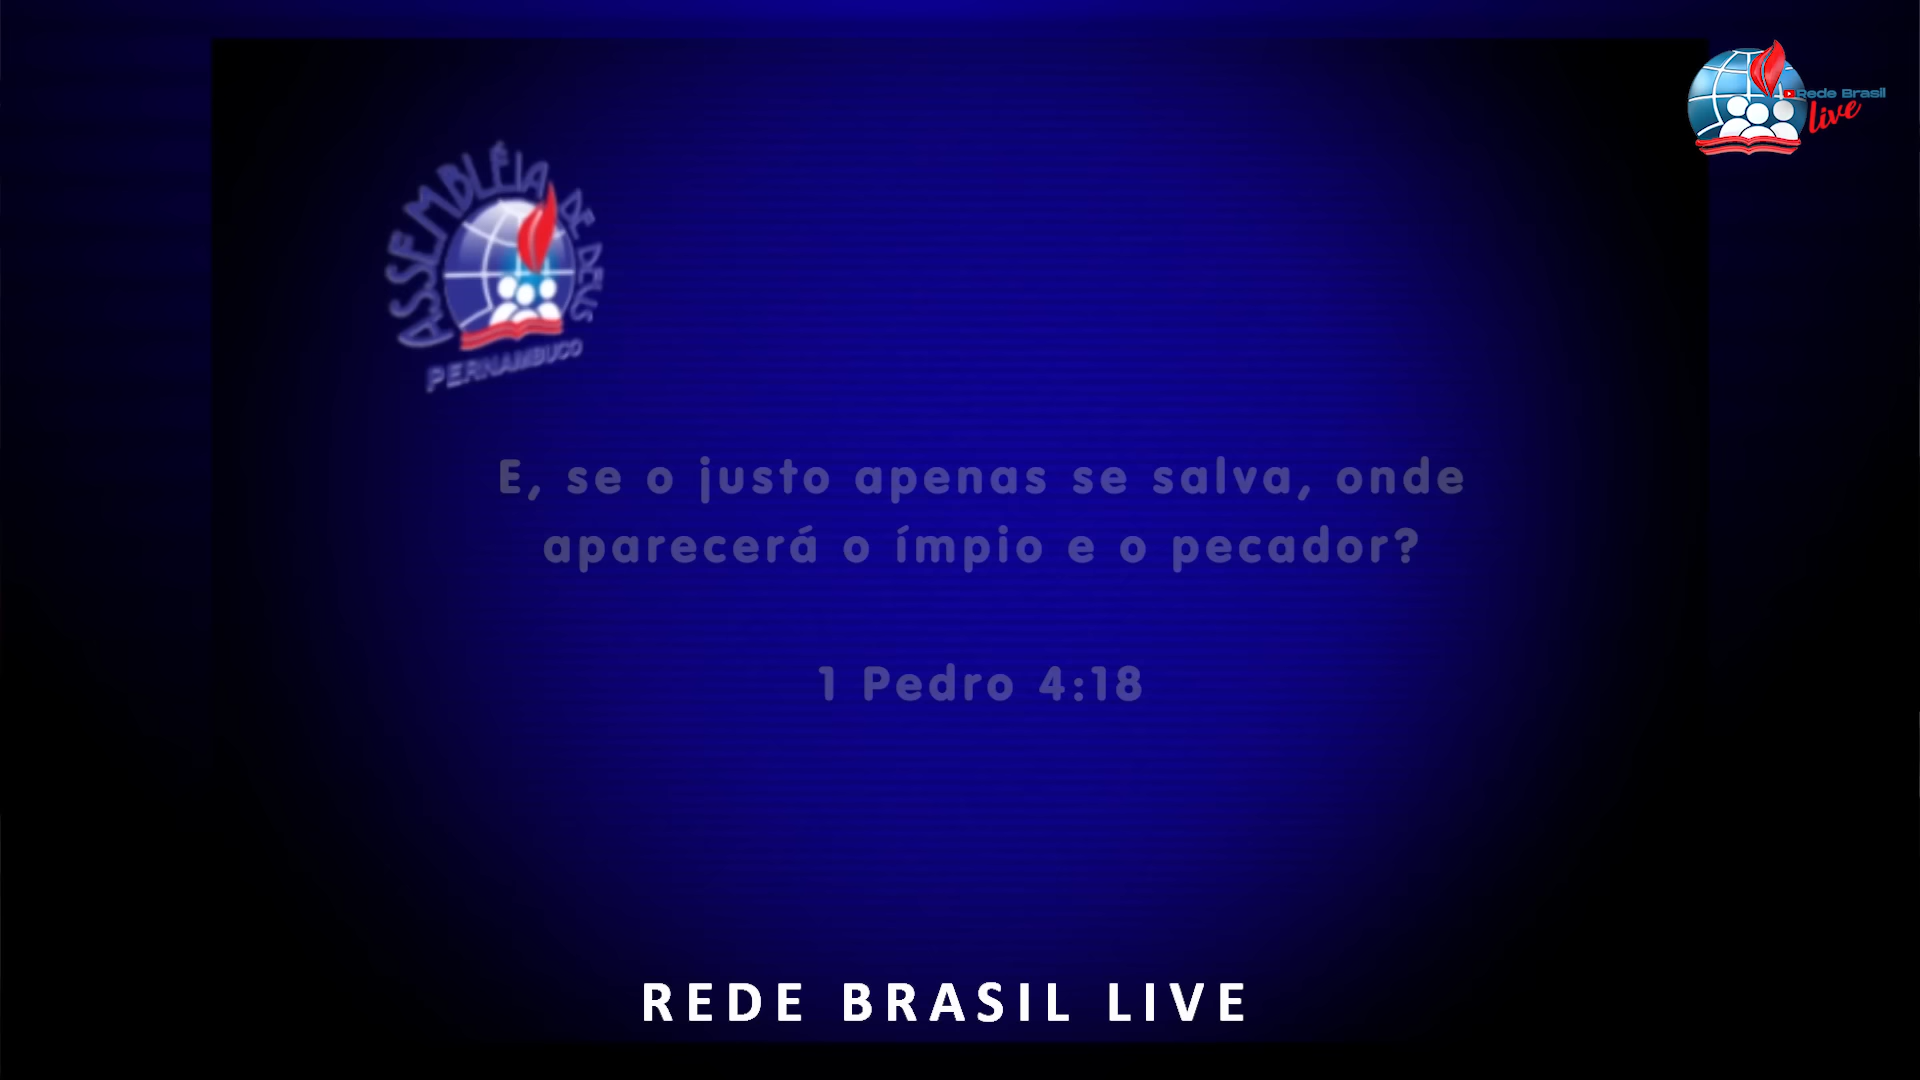 Rede Brasil
live
ASSEMBLÉIA DE DEUS
PERNAMBUCO
E, se o justo apenas se salva, onde
aparecerá o ímpio e o pecador?
1 Pedro 4:18
REDE BRASIL LIVE